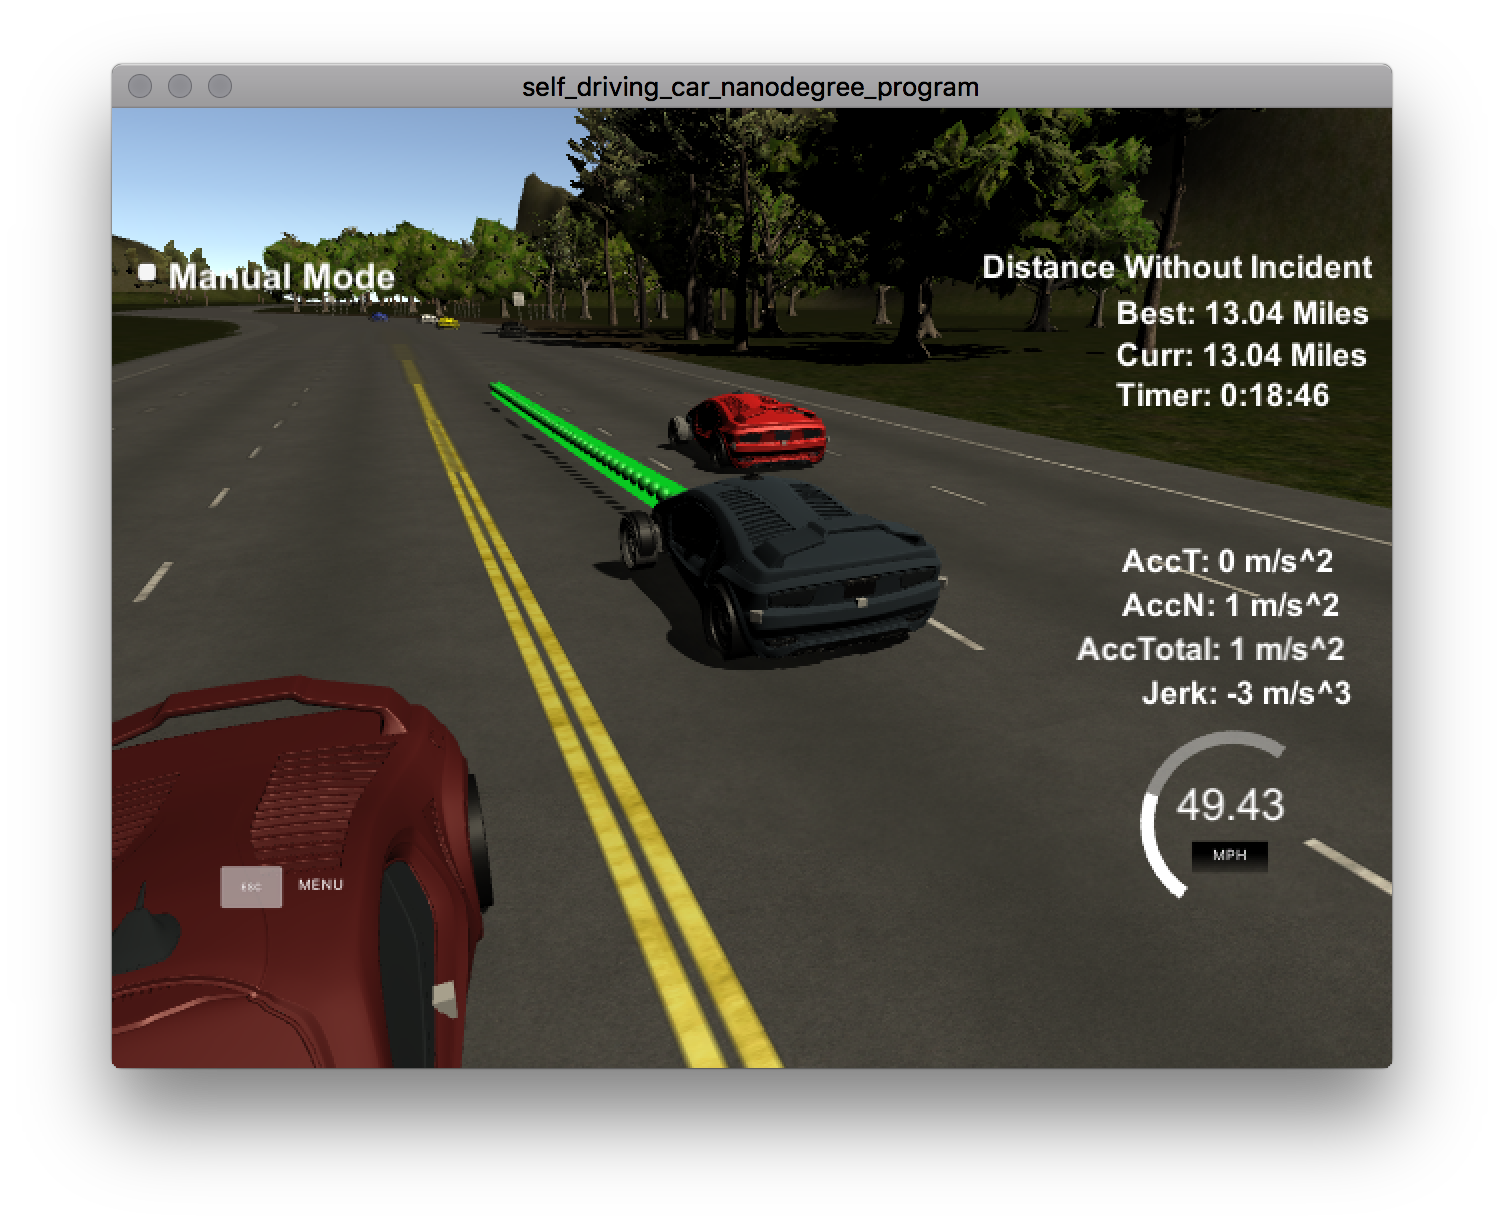 self_driving_car_nanodegree_program
Manual Mode
Distance Without Incident
Best: 13.04 Miles
Curr: 13.04 Miles
Timer: 0:18:46
AccT: 0 m/s^2
AccN: 1 m/s^2
AccTotal: 1 m/s^2
Jerk: -3 m/s^3
49.43
MPH
ESC MENU